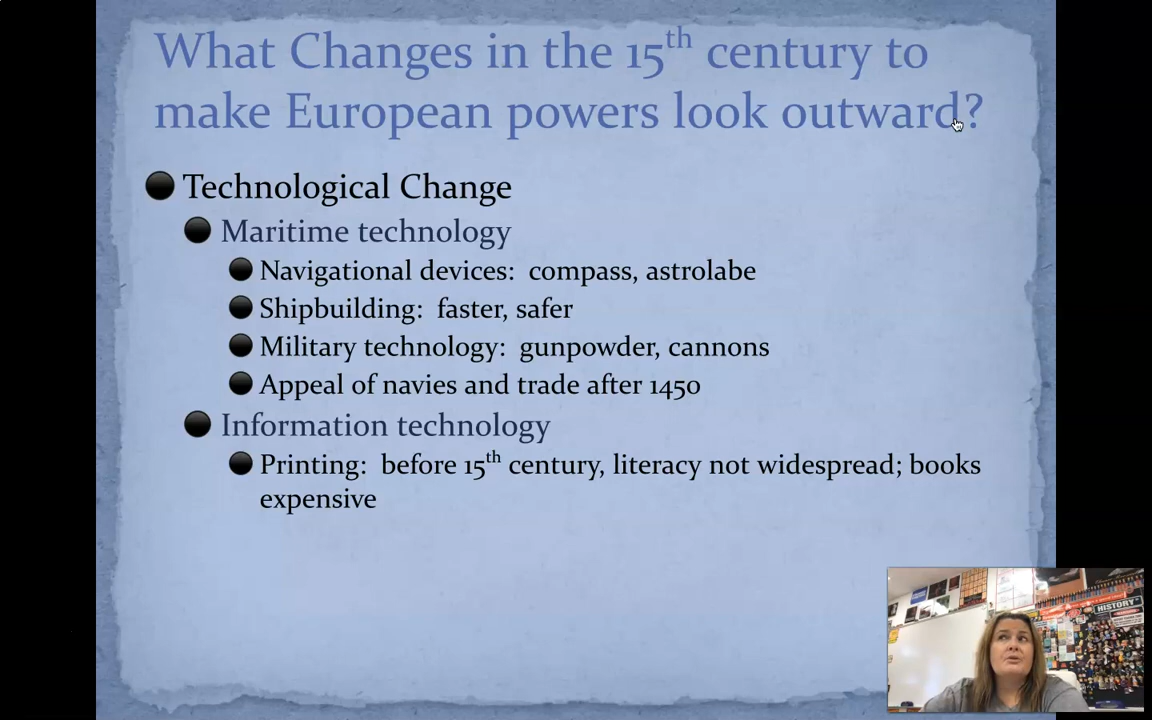 What Changes in the 15th century to
make European powers look outward?
Technological Change
Maritime technology
Navigational devices: compass, astrolabe
Shipbuilding: faster, safer
Military technology: gunpowder, cannons
Appeal of navies and trade after 1450
Information technology
Printing: before 15th century, literacy not widespread; books
expensive
HISTORY